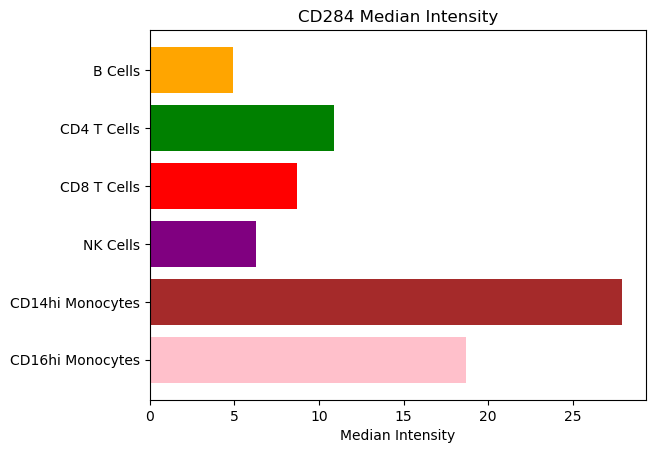 CD284 Median Intensity
B Cells
CD4 T Cells
CD8 T Cells
NK Cells
CD14hi Monocytes
CD16hi Monocytes
0 5 10 15 20 25
Median Intensity